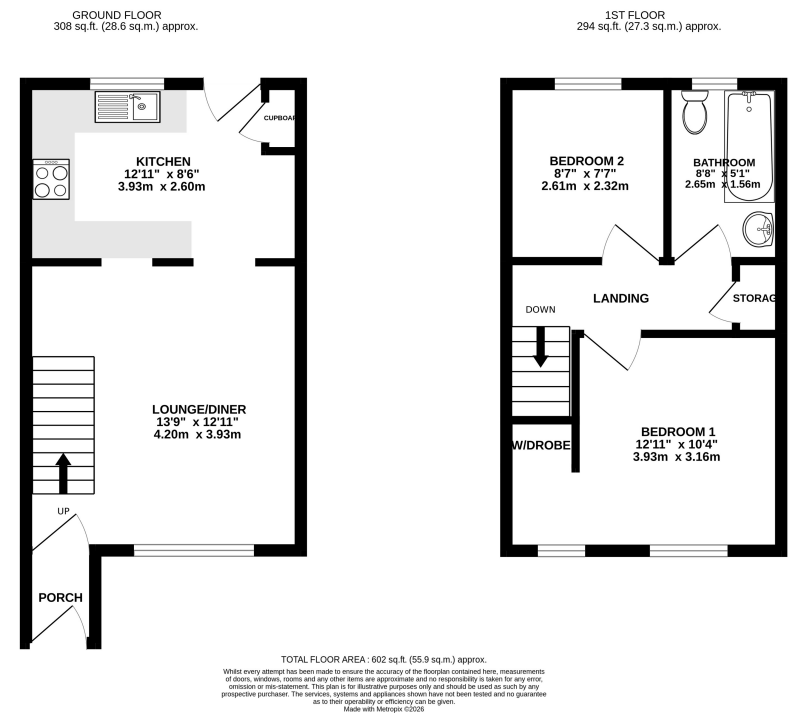 GROUND FLOOR
308 sq.ft. (28.6 sq.m.) approx.
1ST FLOOR
294 sq.ft. (27.3 sq.m.) approx.
CUPBOAR
KITCHEN
12'11" x 8'6"
3.93m x 2.60m
BEDROOM 2
8'7" x 7'7"
2.61m x 2.32m
BATHROOM
8'8" x 5'1"
2.65m x 1.56m
LANDING
STORAG
DOWN
LOUNGE/DINER
13'9" x 12'11"
4.20m x 3.93m
BEDROOM 1
12'11" x 10'4"
3.93m x 3.16m
W/DROBE
UP
PORCH
TOTAL FLOOR AREA : 602 sq.ft. (55.9 sq.m.) approx.
Whilst every attempt has been made to ensure the accuracy of the floorplan contained here, measurements
of doors, windows, rooms and any other items are approximate and no responsibility is taken for any error,
omission or mis-statement. This plan is for illustrative purposes only and should be used as such by any
prospective purchaser. The services, systems and appliances shown have not been tested and no guarantee
as to their operability or efficiency can be given.
Made with Metropix ©2026